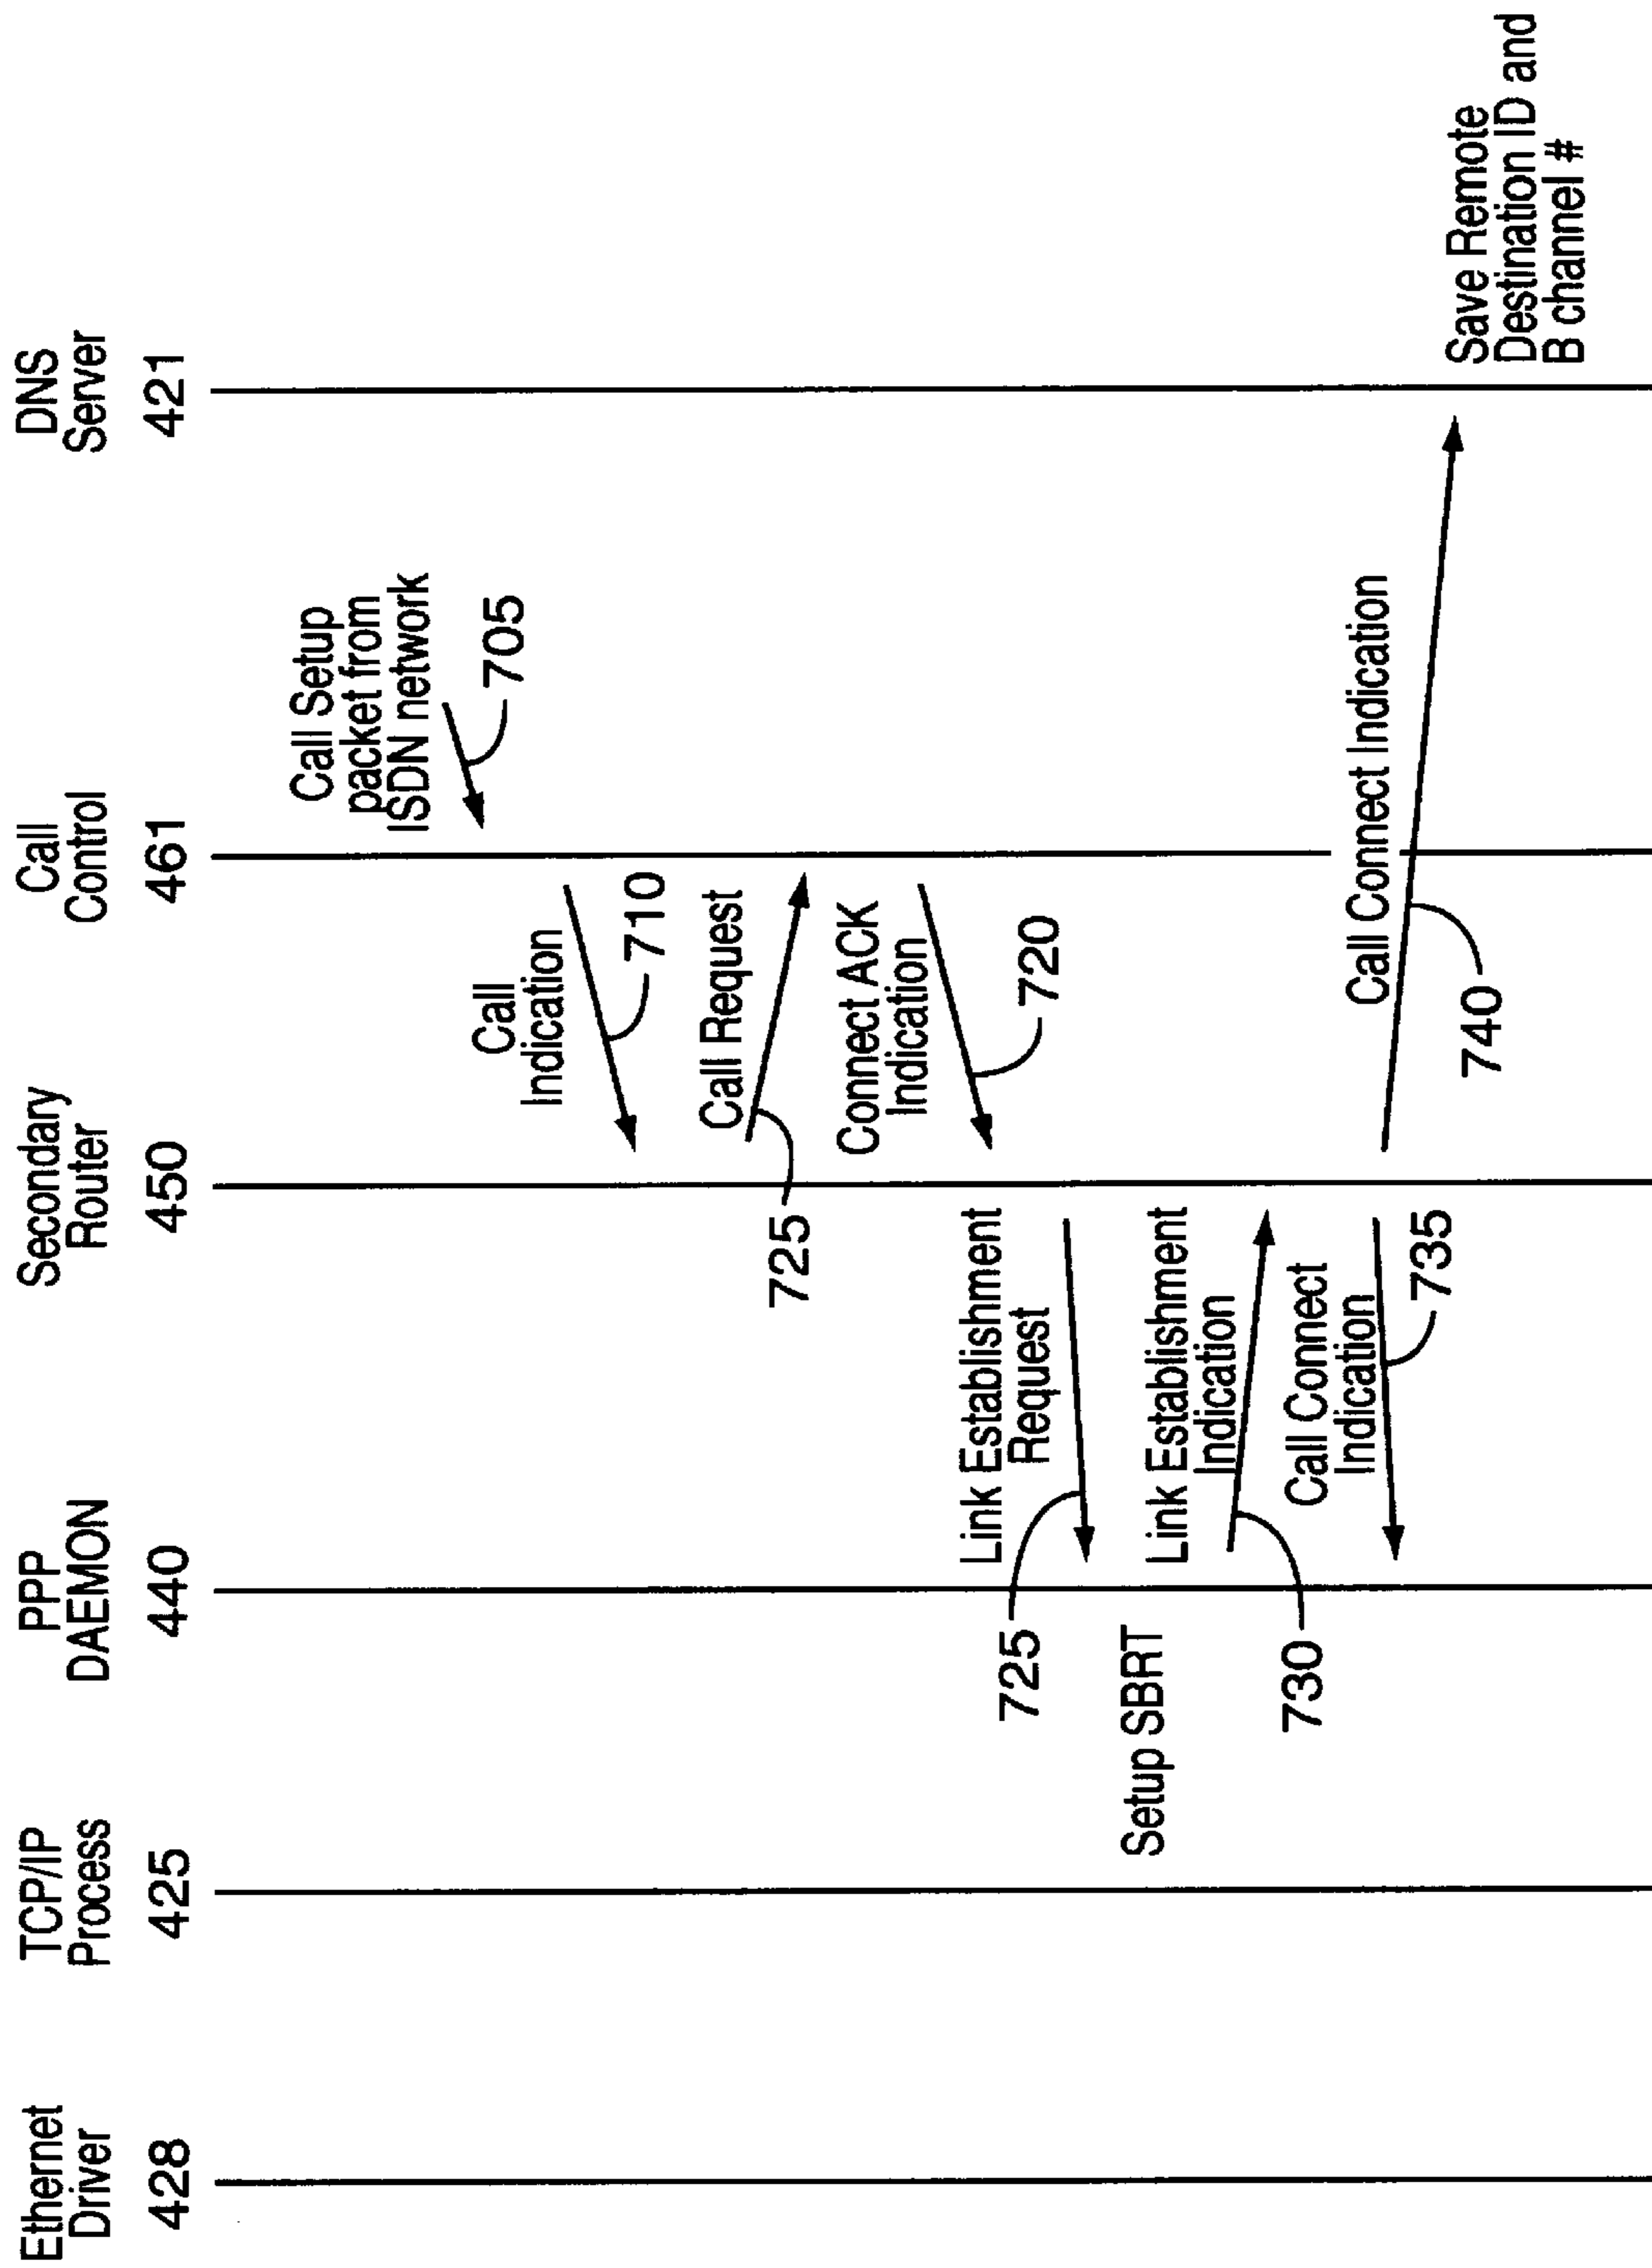 Ethernet
Driver
428
TCP/IP
Process
425
PPP
DAEMON
440
Secondary
Router
450
Call
Control
461
DNS
Server
421
Call Setup
packet from
ISDN network
705
Call
Indication
710
Call Request
725
Connect ACK
Indication
720
Link Establishment
Request
725
Setup SBRT
Link Establishment
Indication
730
Call Connect
Indication
735
Call Connect Indication
740
Save Remote
Destination ID and
B channel #